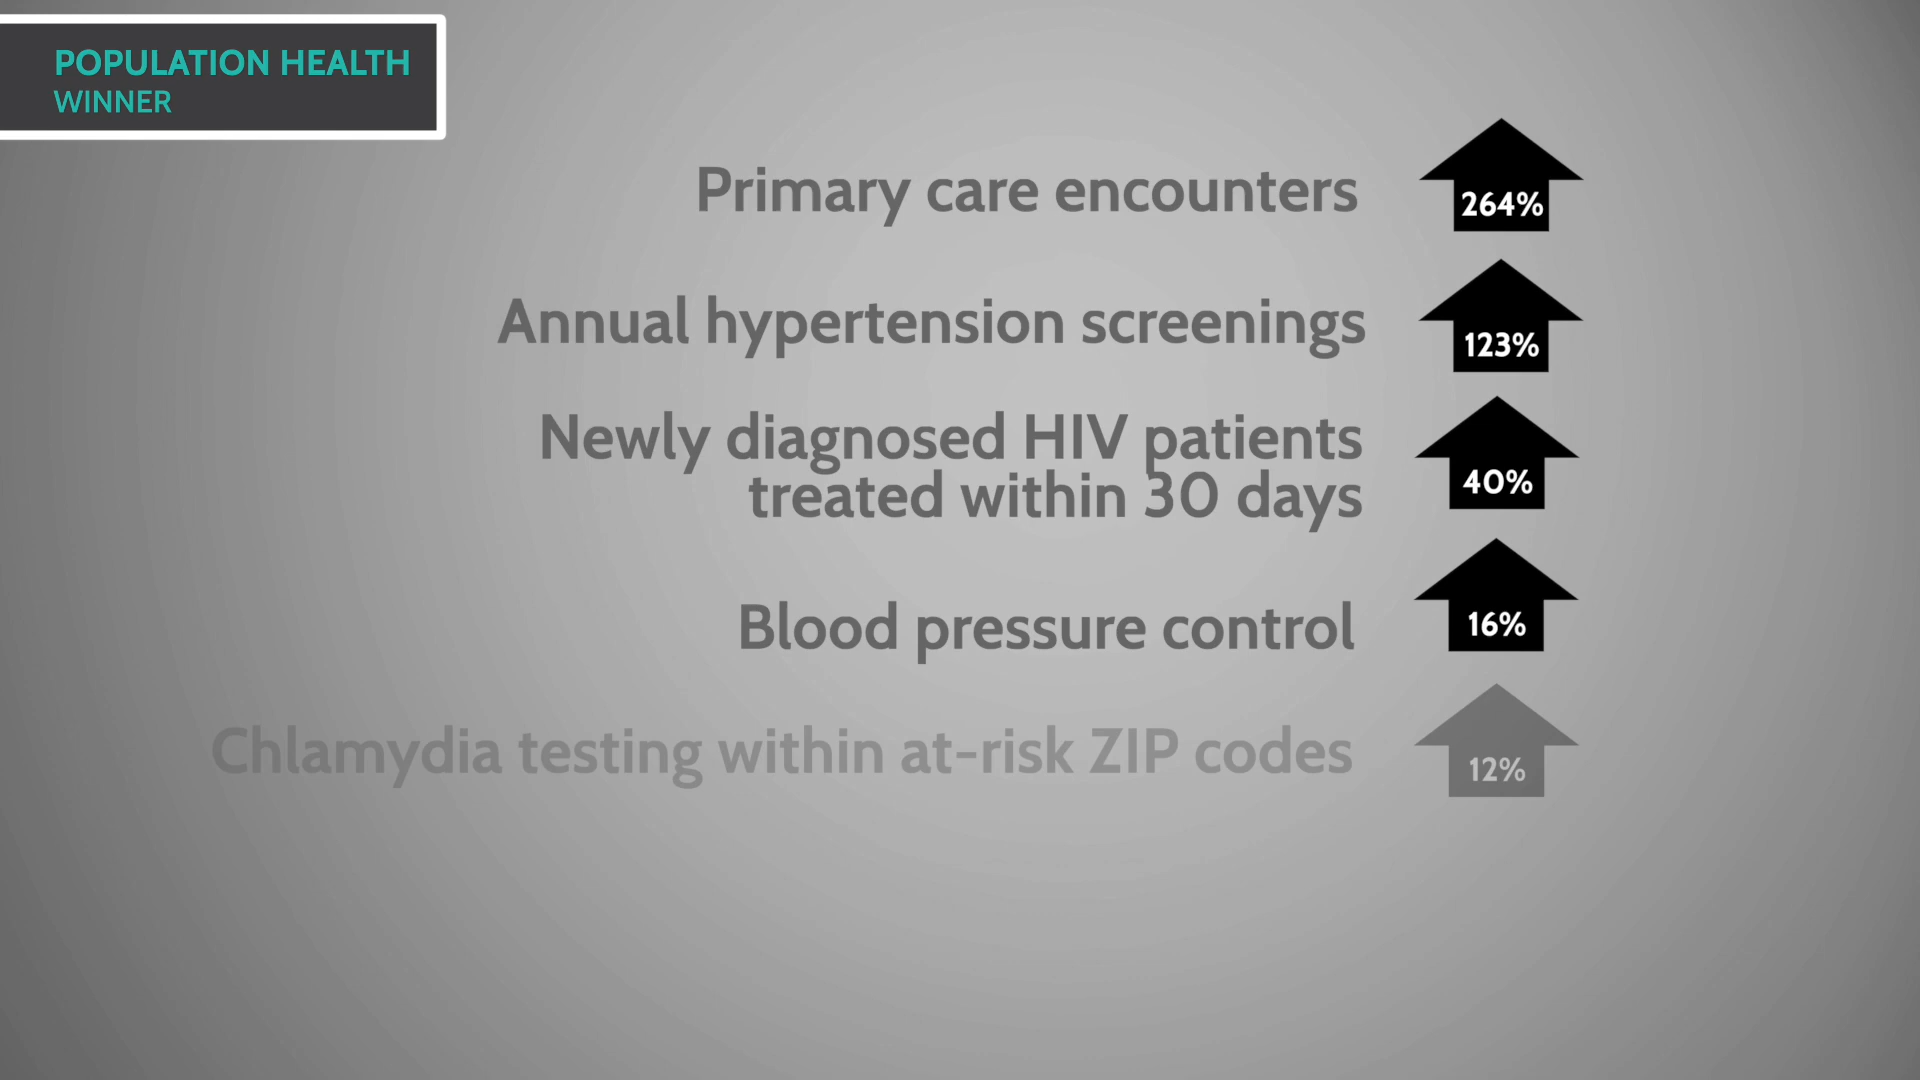 POPULATION HEALTH
WINNER
Primary care encounters
264%
Annual hypertension screenings
123%
Newly diagnosed HIV patients
treated within 30 days
40%
Blood pressure control
16%
Chlamydia testing within at-risk ZIP codes
12%